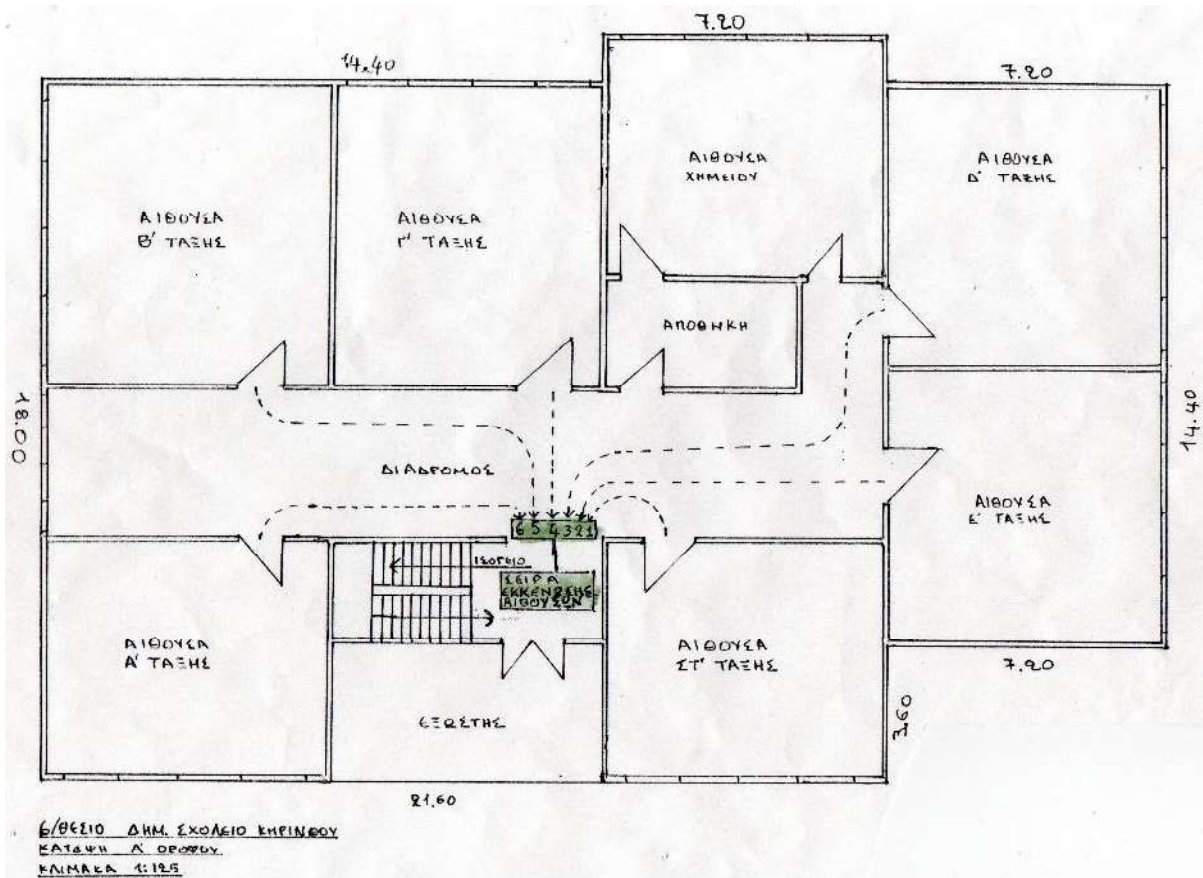 7.20
14.40
7.20
ΑΙΘΟΥΣΑ
ΧΗΜΕΙΟΥ
ΑΙΘΟΥΣΑ
Δ' ΤΑΞΗΣ
ΑΙΘΟΥΣΑ
Β' ΤΑΞΗΣ
ΑΙΘΟΥΣΑ
Γ' ΤΑΞΗΣ
ΑΠΟΘΗΚΗ
18.00
14.40
ΔΙΑΔΡΟΜΟΣ
ΑΙΘΟΥΣΑ
Ε' ΤΑΞΗΣ
6 5 4 3 2 1
ΙΣΟΓΕΙΟ
ΣΕΙΡΑ
ΕΚΚΕΝΩΣΗΣ
ΑΙΘΟΥΣΩΝ
ΑΙΘΟΥΣΑ
Α' ΤΑΞΗΣ
ΑΙΘΟΥΣΑ
ΣΤ' ΤΑΞΗΣ
7.20
ΕΞΩΣΤΗΣ
3.60
21.60
6/ΘΕΣΙΟ ΔΗΜ. ΣΧΟΛΕΙΟ ΚΗΡΙΝΘΟΥ
ΚΑΤΟΨΗ Α' ΟΡΟΦΟΥ
ΚΛΙΜΑΚΑ 1:125